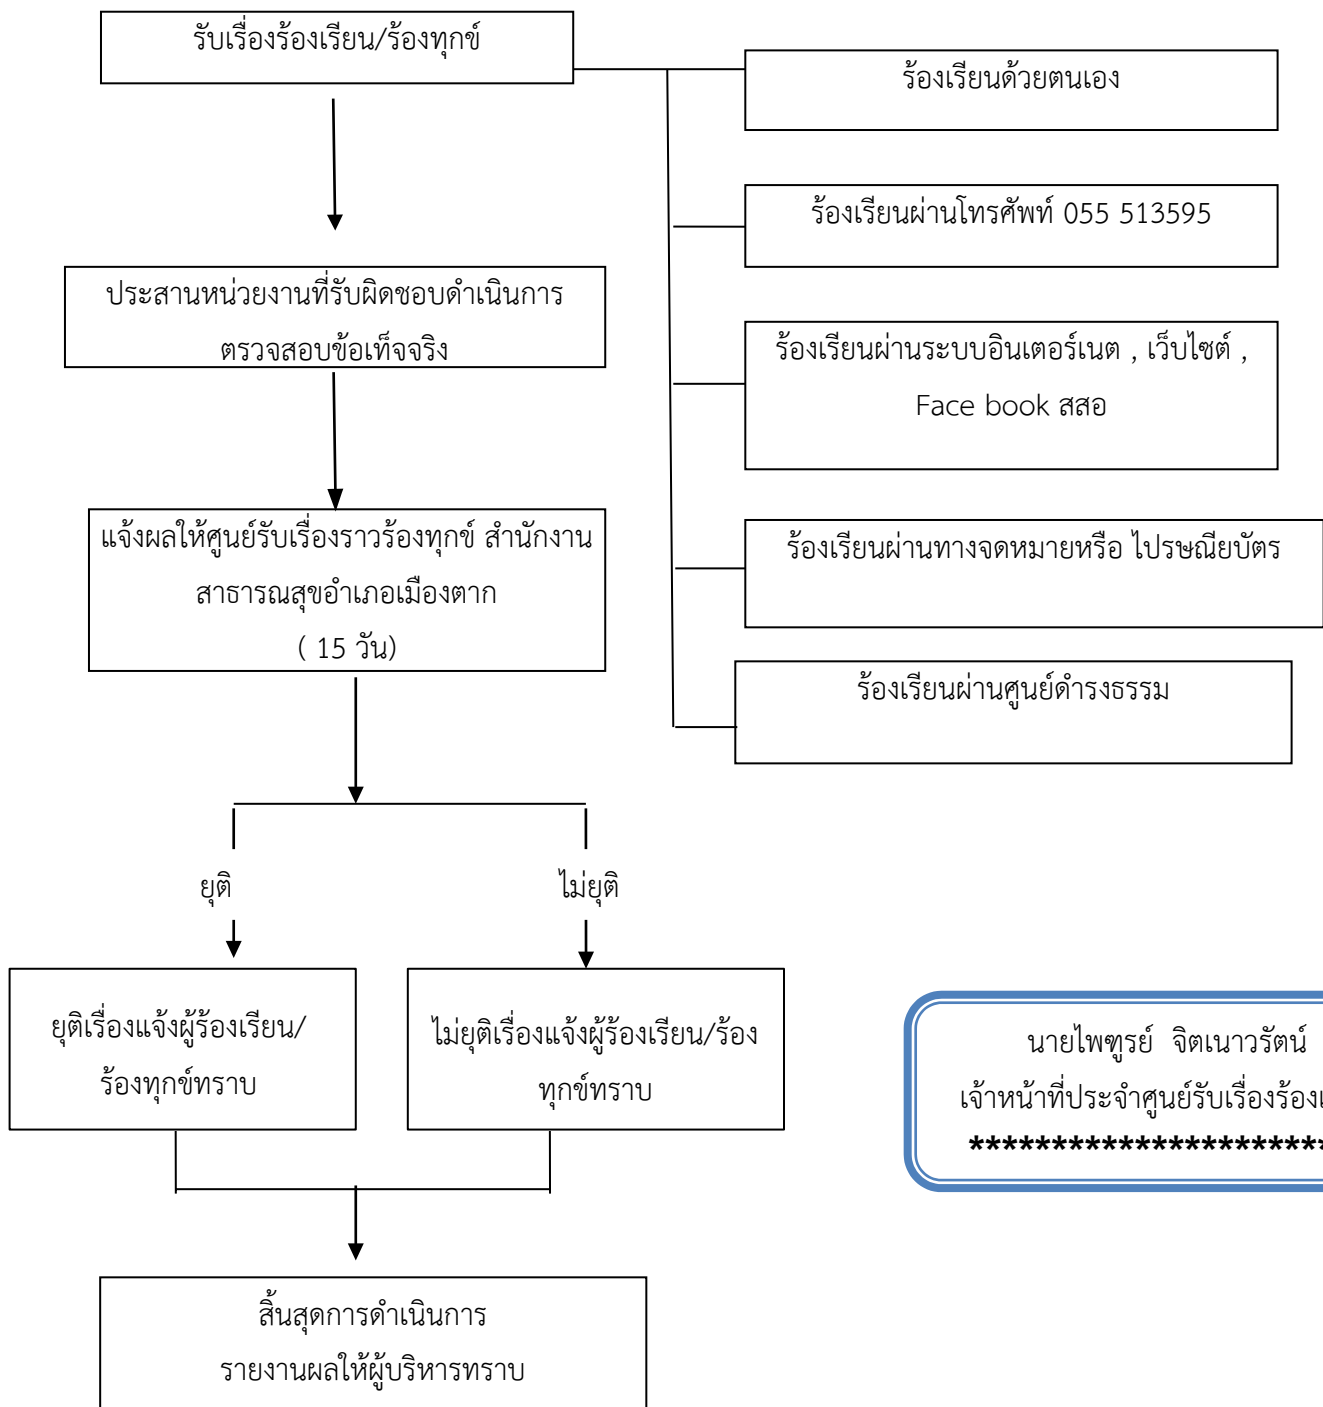 รับเรื่องร้องเรียน/ร้องทุกข์
ร้องเรียนด้วยตนเอง
ร้องเรียนผ่านโทรศัพท์ 055 513595
ประสานหน่วยงานที่รับผิดชอบดำเนินการ
ตรวจสอบข้อเท็จจริง
ร้องเรียนผ่านระบบอินเตอร์เนต , เว็บไซต์ ,
Face book สสอ
แจ้งผลให้ศูนย์รับเรื่องราวร้องทุกข์ สำนักงาน
สาธารณสุขอำเภอเมืองตาก
( 15 วัน)
ร้องเรียนผ่านทางจดหมายหรือ ไปรษณียบัตร
ร้องเรียนผ่านศูนย์ดำรงธรรม
ยุติ
ไม่ยุติ
ยุติเรื่องแจ้งผู้ร้องเรียน/
ร้องทุกข์ทราบ
ไม่ยุติเรื่องแจ้งผู้ร้องเรียน/ร้อง
ทุกข์ทราบ
นายไพฑูรย์ จิตเนาวรัตน์
เจ้าหน้าที่ประจำศูนย์รับเรื่องร้อง
**********************
สิ้นสุดการดำเนินการ
รายงานผลให้ผู้บริหารทราบ